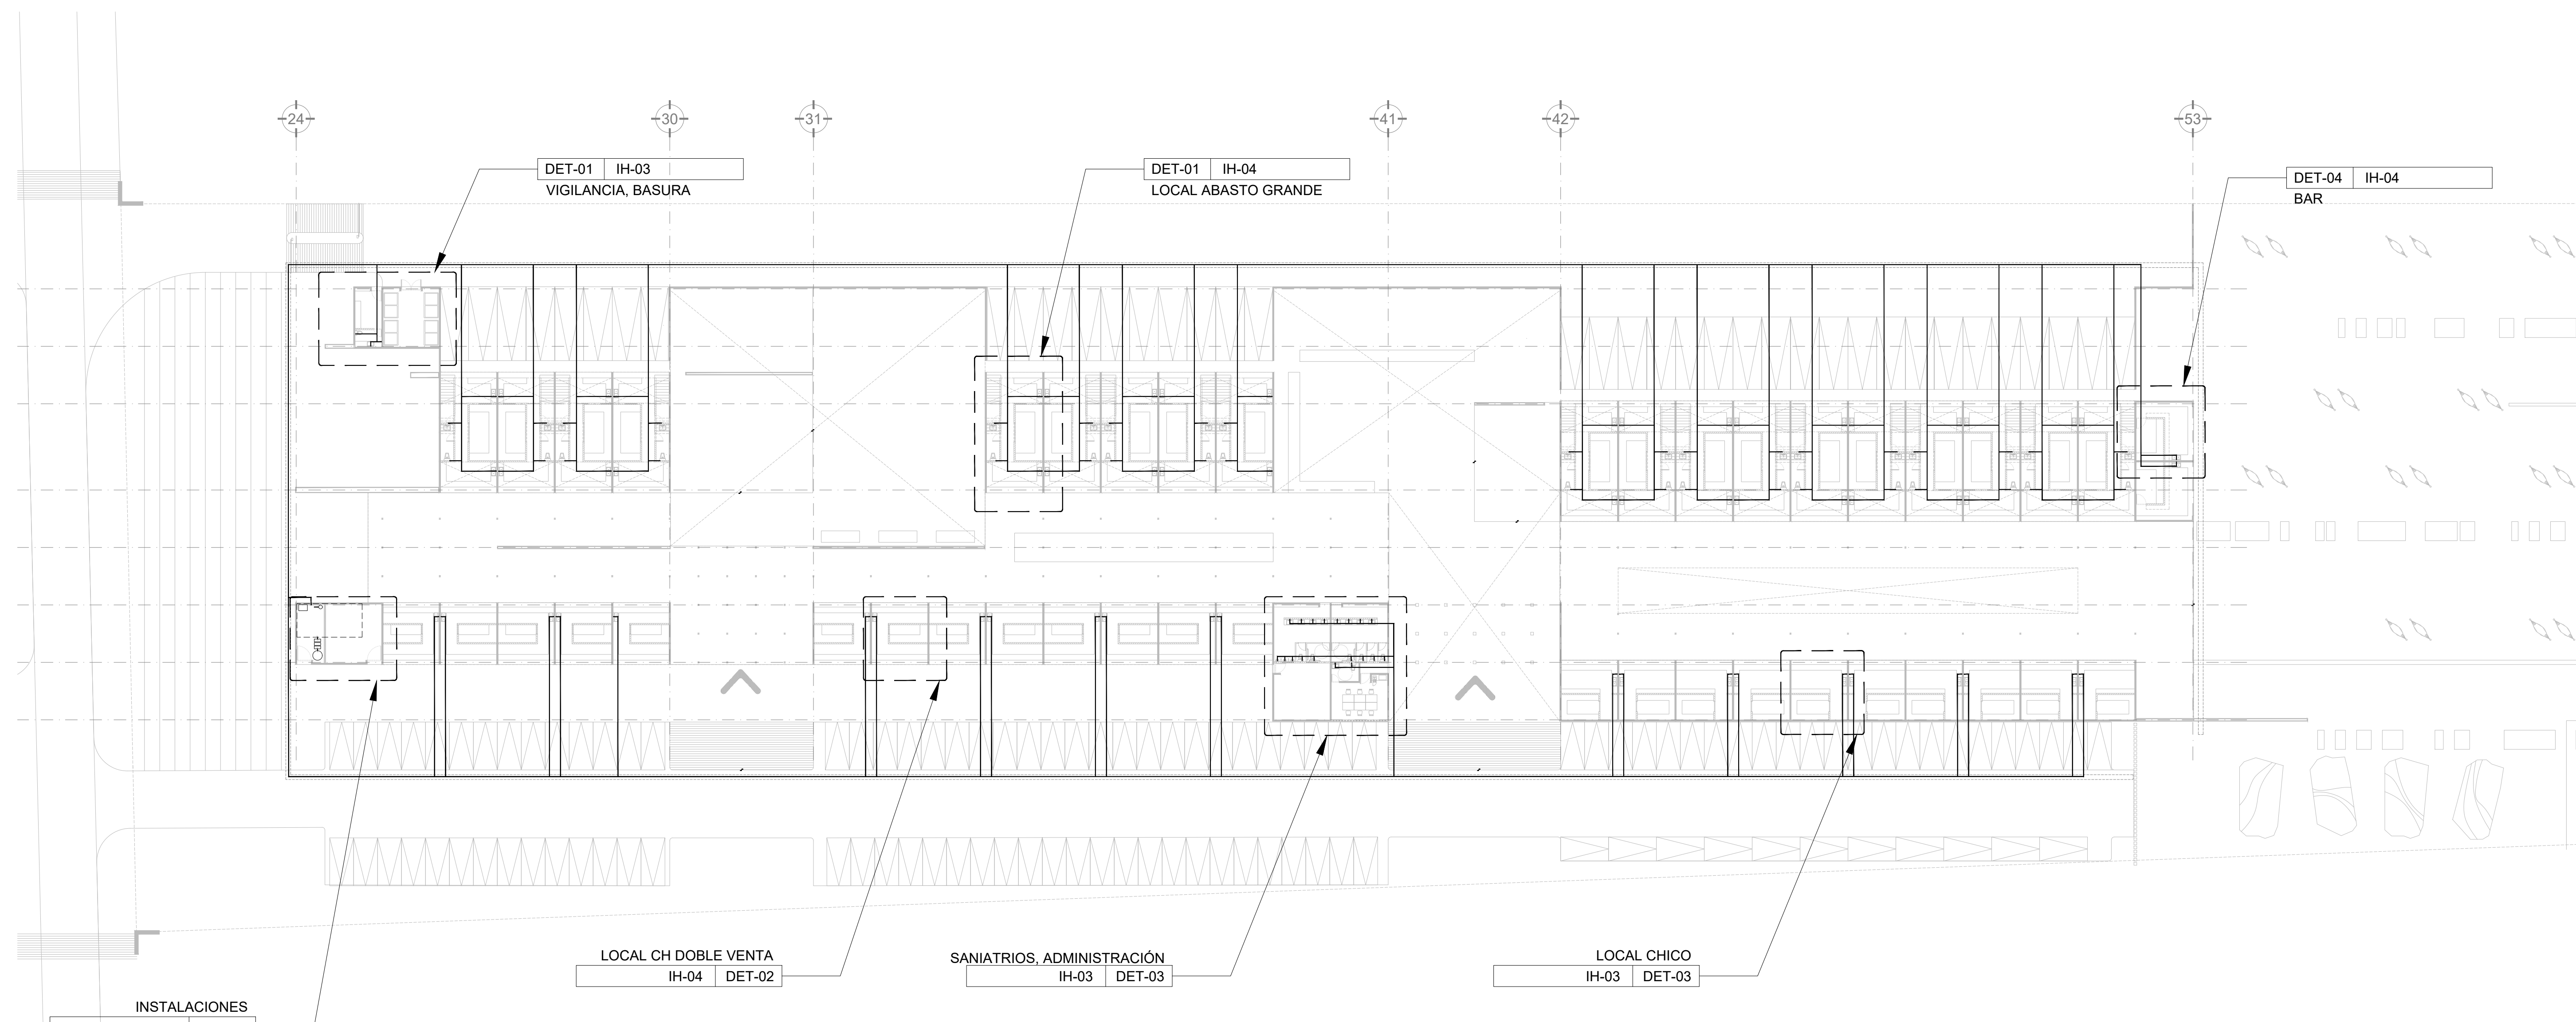 24
30
31
41
42
53
DET-01 IH-03
VIGILANCIA, BASURA
DET-01 IH-04
LOCAL ABASTO GRANDE
DET-04 IH-04
BAR
LOCAL CH DOBLE VENTA
IH-04 DET-02
SANIATRIOS, ADMINISTRACIÓN
IH-03 DET-03
LOCAL CHICO
IH-03 DET-03
INSTALACIONES